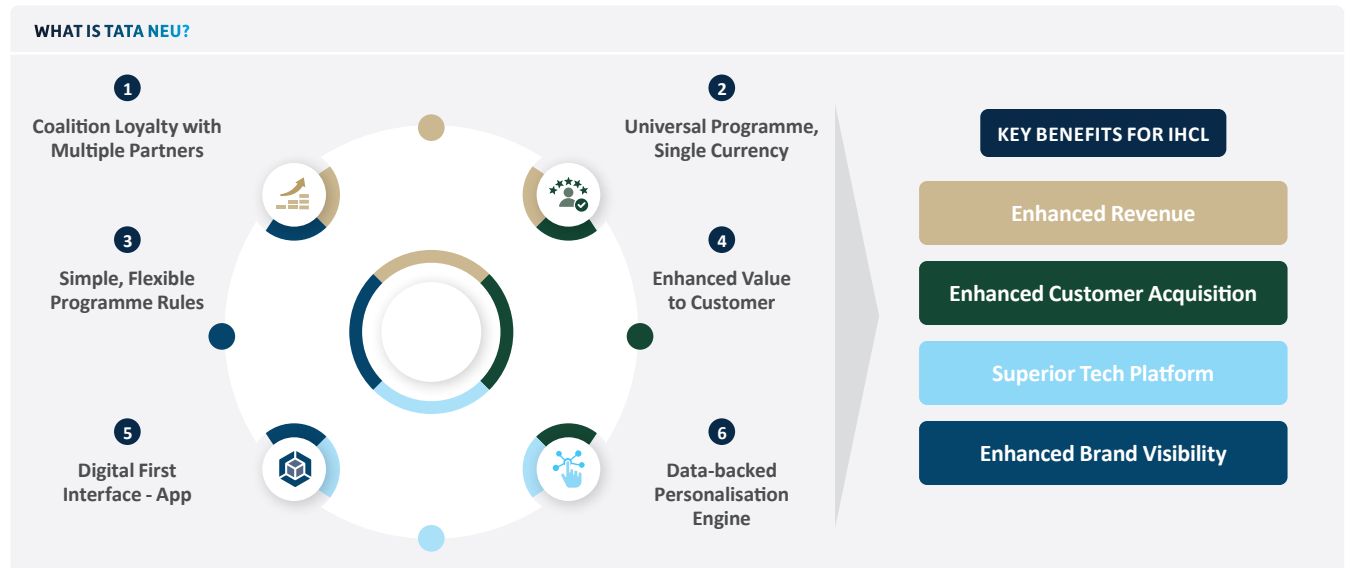 WHAT IS TATA NEU?
1
Coalition Loyalty with
Multiple Partners
2
Universal Programme,
Single Currency
3
Simple, Flexible
Programme Rules
4
Enhanced Value
to Customer
5
Digital First
Interface - App
6
Data-backed
Personalisation
Engine
KEY BENEFITS FOR IHCL
Enhanced Revenue
Enhanced Customer Acquisition
Superior Tech Platform
Enhanced Brand Visibility